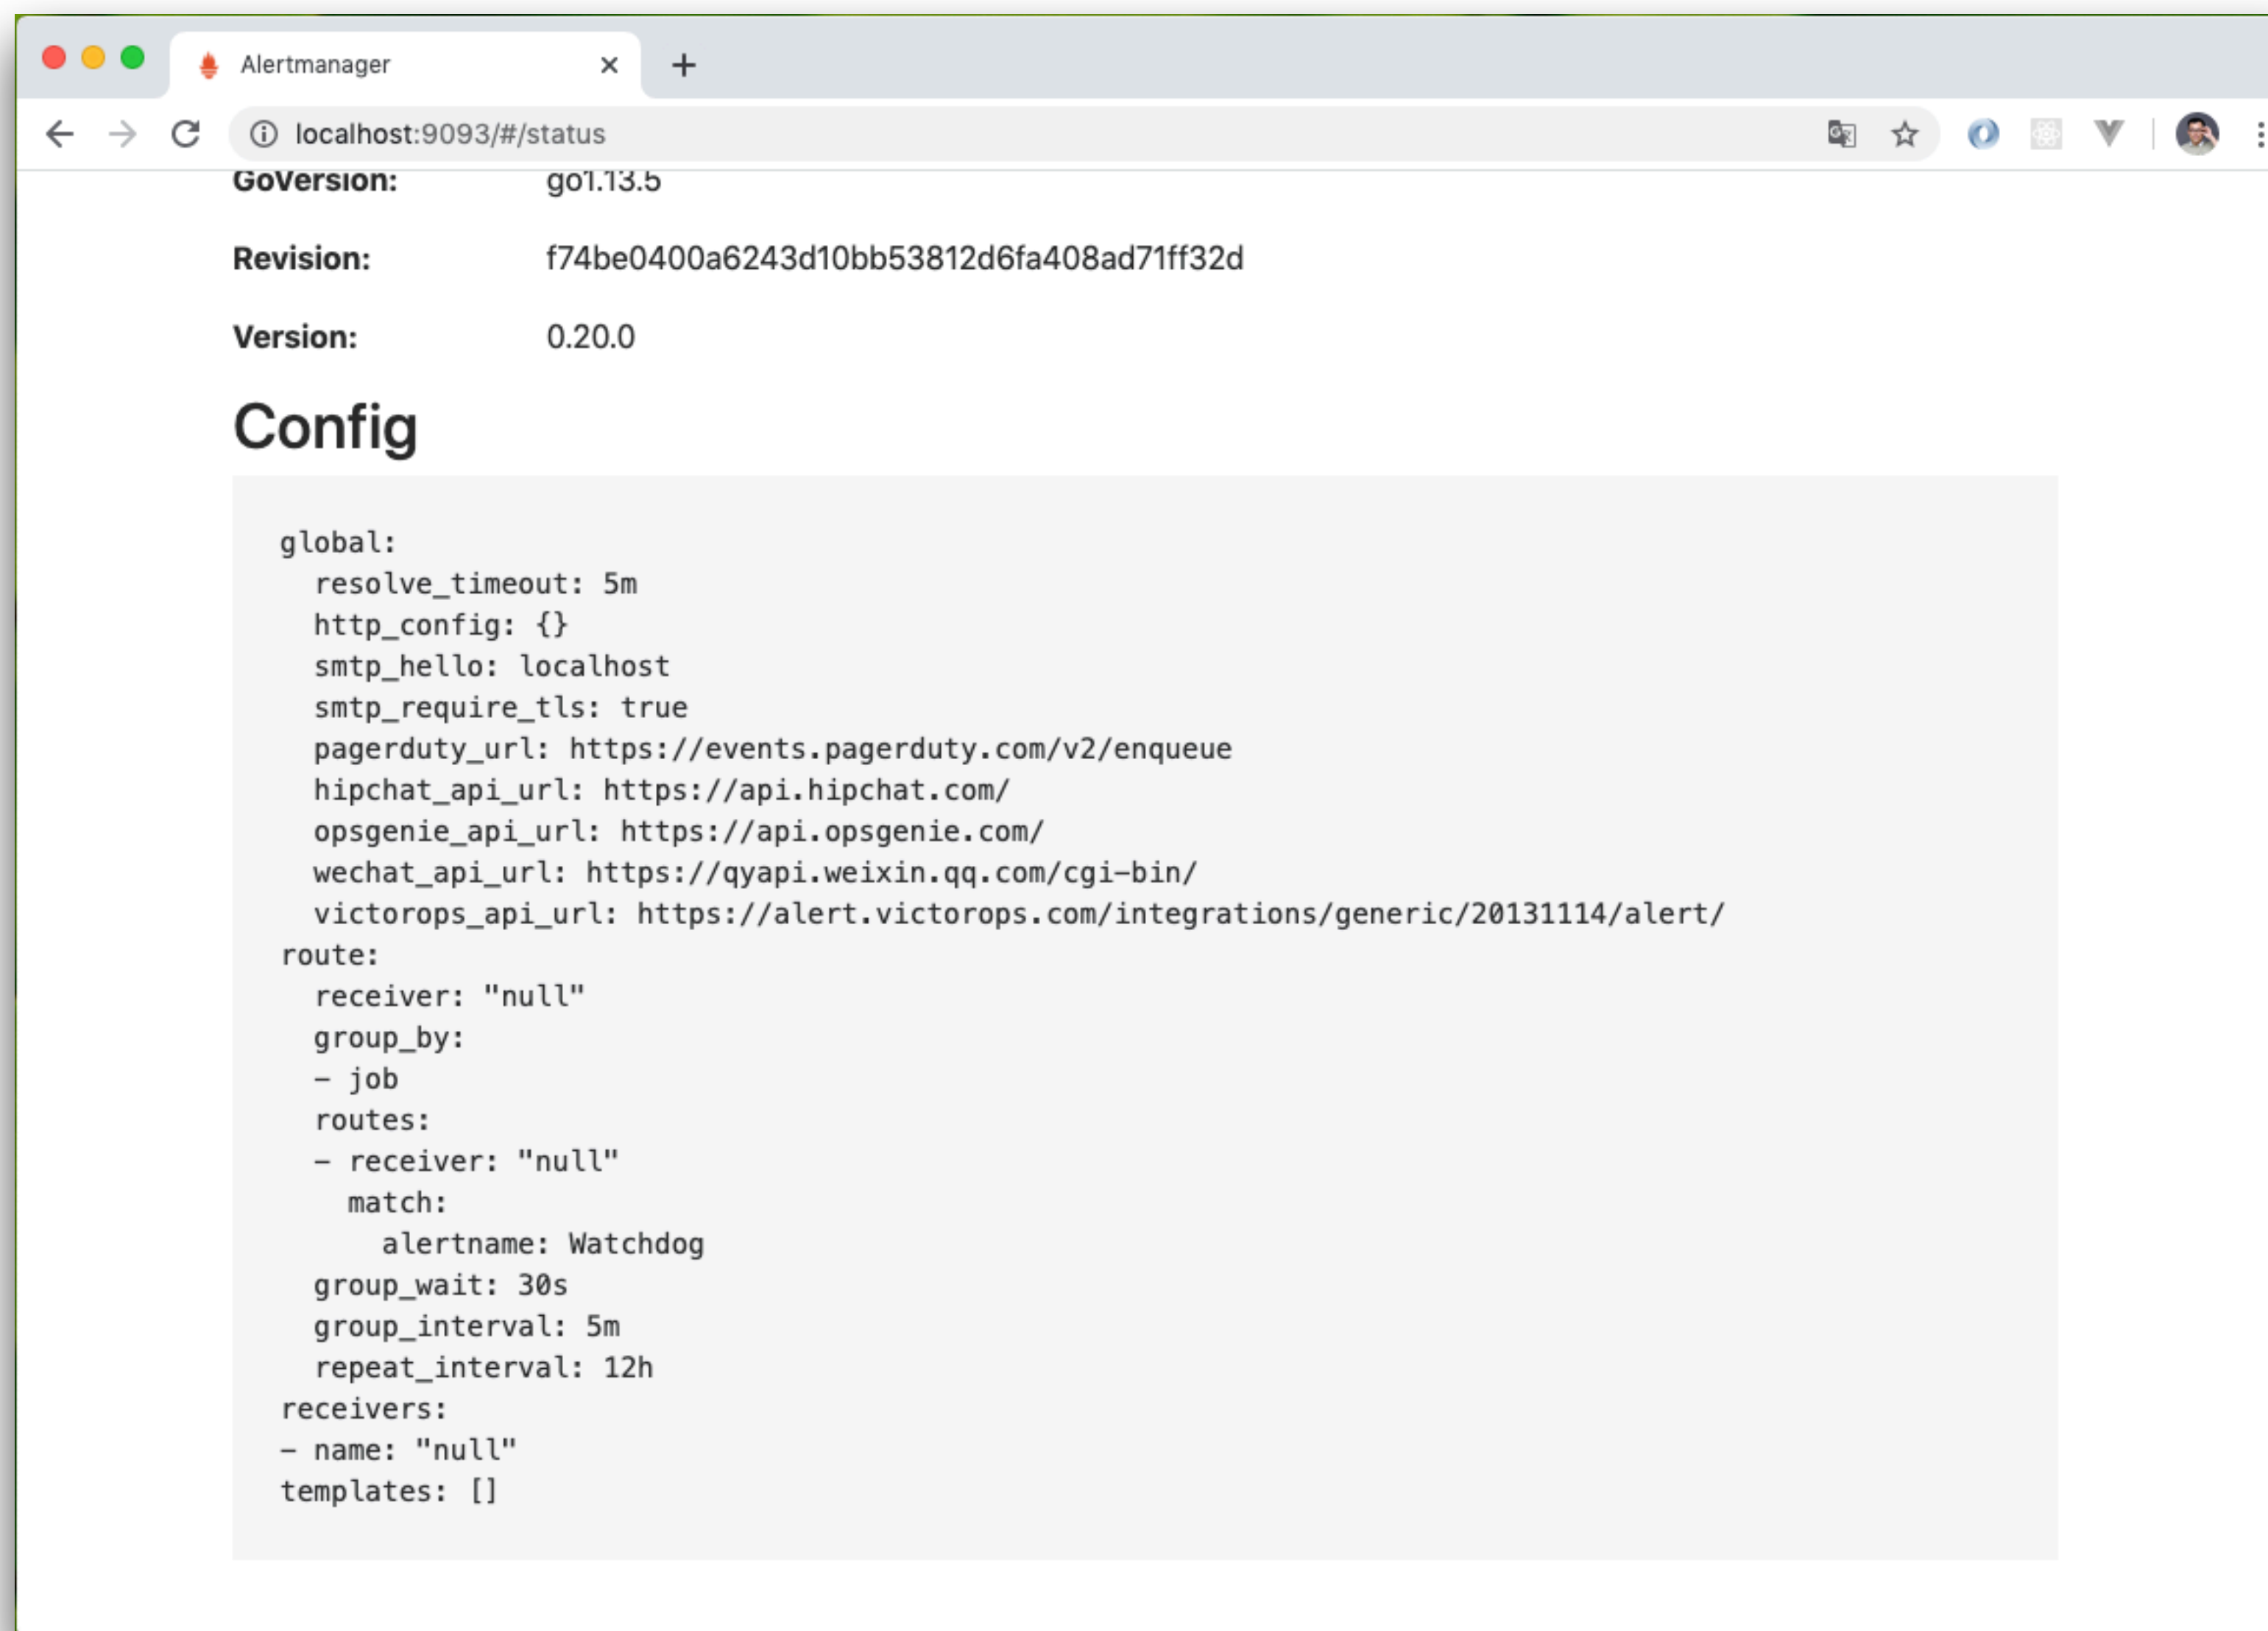 Alertmanager
localhost:9093/#/status
GoVersion: go1.13.5
Revision: f74be0400a6243d10bb53812d6fa408ad71ff32d
Version: 0.20.0
Config
global:
  resolve_timeout: 5m
  http_config: {}
  smtp_hello: localhost
  smtp_require_tls: true
  pagerduty_url: https://events.pagerduty.com/v2/enqueue
  hipchat_api_url: https://api.hipchat.com/
  opsgenie_api_url: https://api.opsgenie.com/
  wechat_api_url: https://qyapi.weixin.qq.com/cgi-bin/
  victorops_api_url: https://alert.victorops.com/integrations/generic/20131114/alert/
route:
  receiver: "null"
  group_by:
  - job
  routes:
  - receiver: "null"
    match:
      alertname: Watchdog
  group_wait: 30s
  group_interval: 5m
  repeat_interval: 12h
receivers:
- name: "null"
templates: []